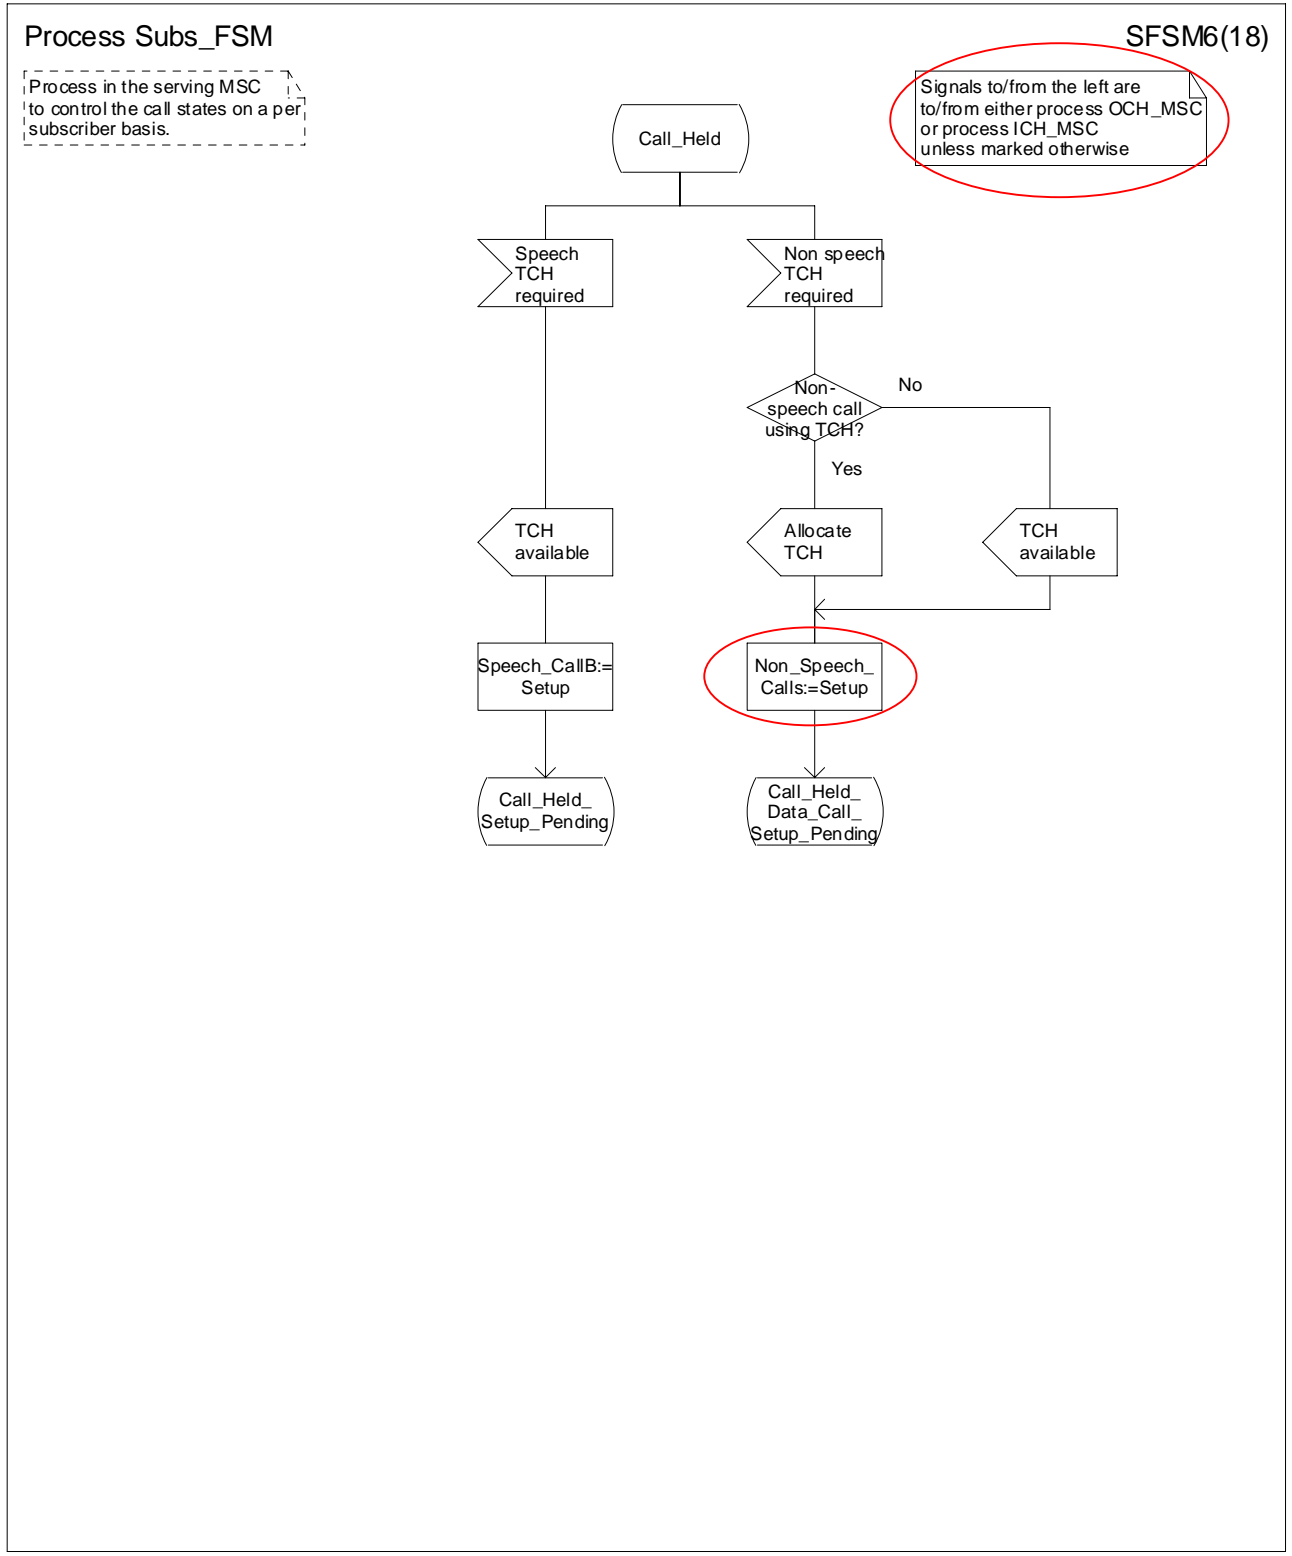 Process Subs_FSM
SFSM6(18)
Process in the serving MSC
to control the call states on a per
subscriber basis.
Signals to/from the left are
to/from either process OCH_MSC
or process ICH_MSC
unless marked otherwise
Call_Held
Speech
TCH
required
Non speech
TCH
required
Non-
speech call
using TCH?
No
Yes
TCH
available
Allocate
TCH
TCH
available
Speech_CallB:=
Setup
Non_Speech_
Calls:=Setup
Call_Held_
Setup_Pending
Call_Held_
Data_Call_
Setup_Pending